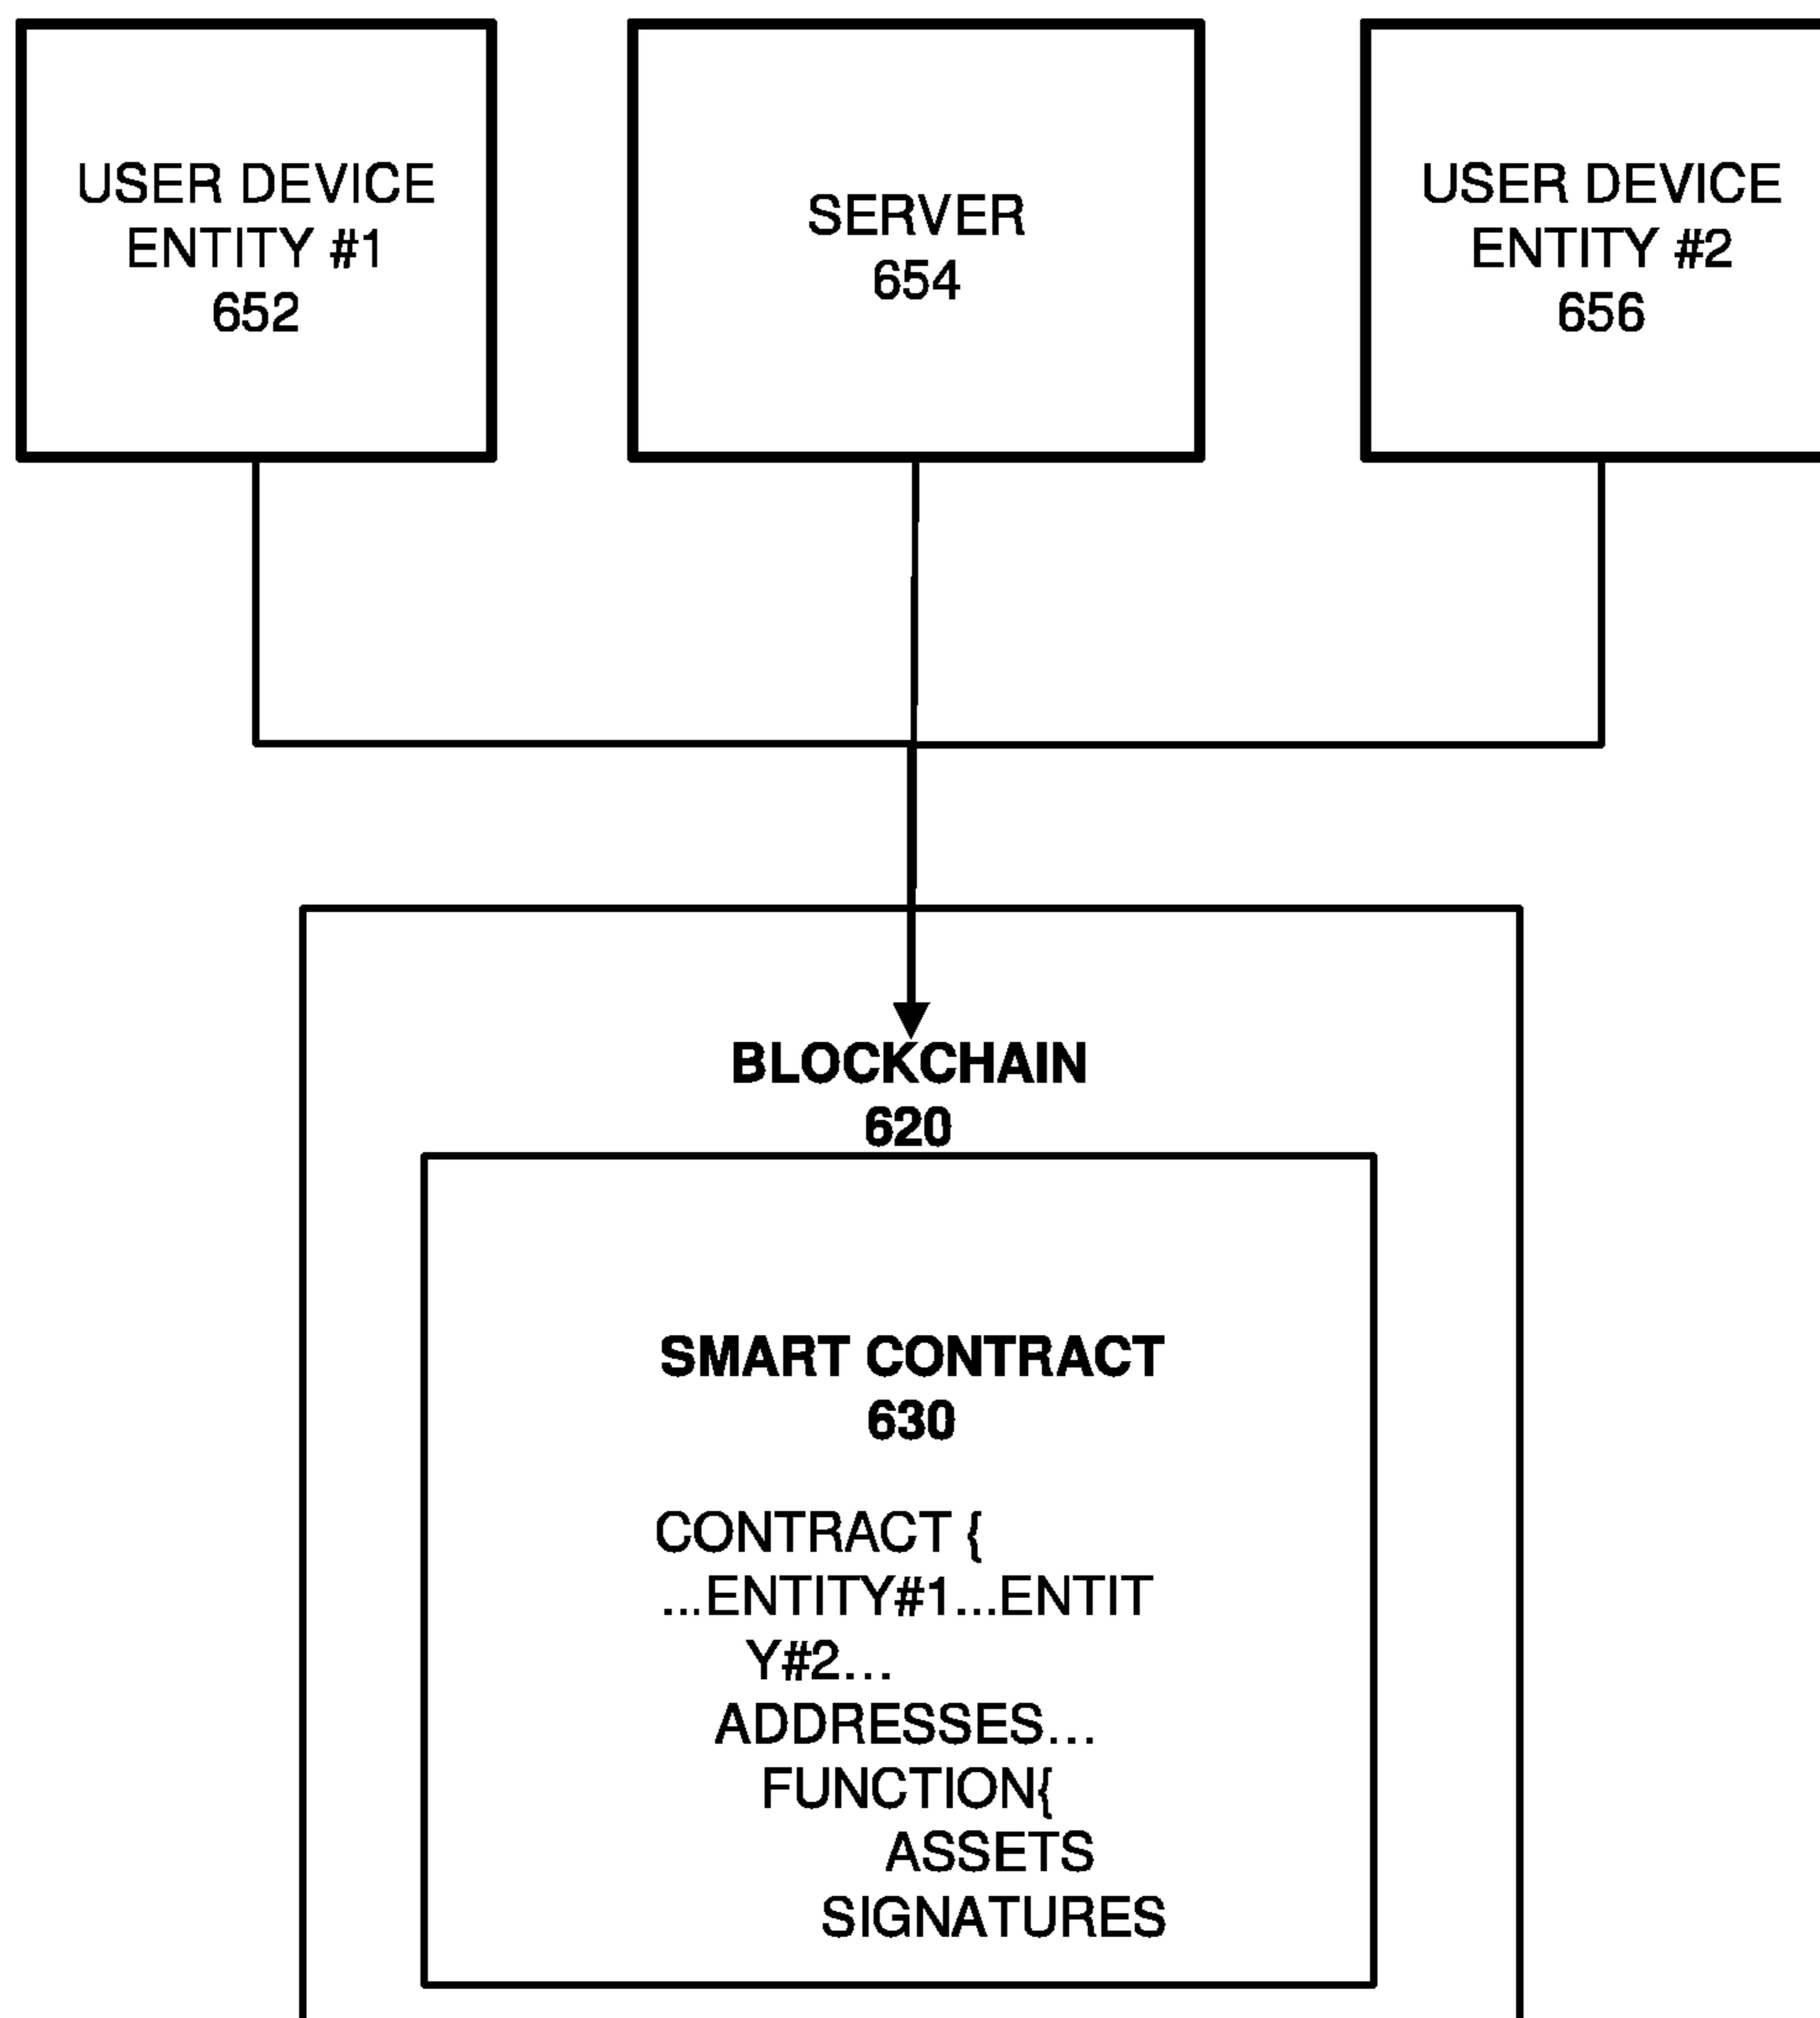 USER DEVICE
ENTITY #1
652
SERVER
654
USER DEVICE
ENTITY #2
656
BLOCKCHAIN
620
SMART CONTRACT
630
CONTRACT {
...ENTITY#1...ENTIT
Y#2...
ADDRESSES...
FUNCTION{
ASSETS
SIGNATURES